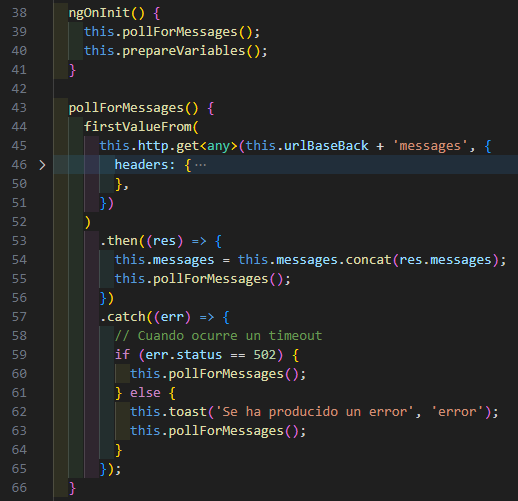 38 ngOnInit() {
39 this.pollForMessages();
40 this.prepareVariables();
41 }
42
43 pollForMessages() {
44 firstValueFrom(
45 this.http.get<any>(this.urlBaseBack + 'messages', {
46 > headers: { ···
50 },
51 })
52 )
53 .then((res) => {
54 this.messages = this.messages.concat(res.messages);
55 this.pollForMessages();
56 })
57 .catch((err) => {
58 // Cuando ocurre un timeout
59 if (err.status == 502) {
60 this.pollForMessages();
61 } else {
62 this.toast('Se ha producido un error', 'error');
63 this.pollForMessages();
64 }
65 });
66 }